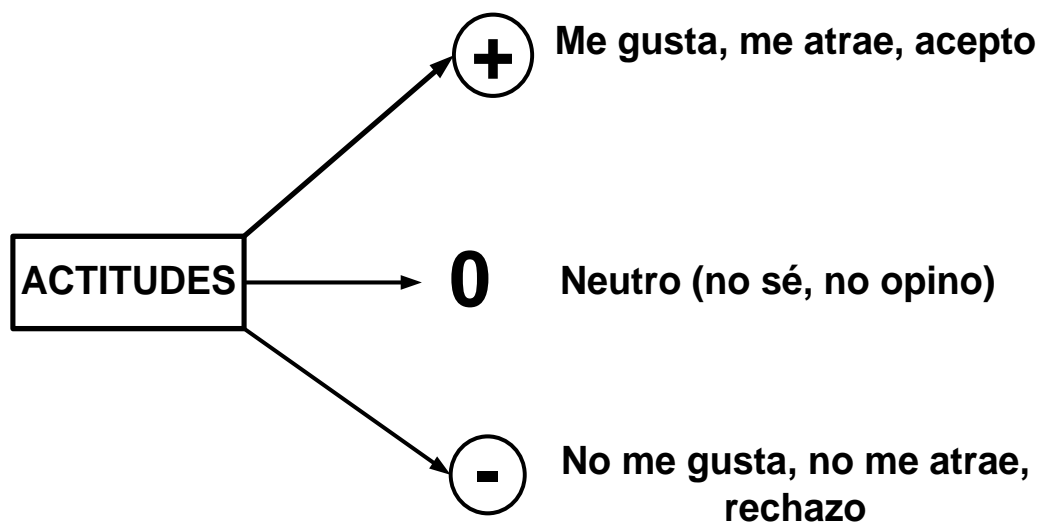 +
Me gusta, me atrae, acepto
ACTITUDES
0
Neutro (no sé, no opino)
-
No me gusta, no me atrae,
rechazo